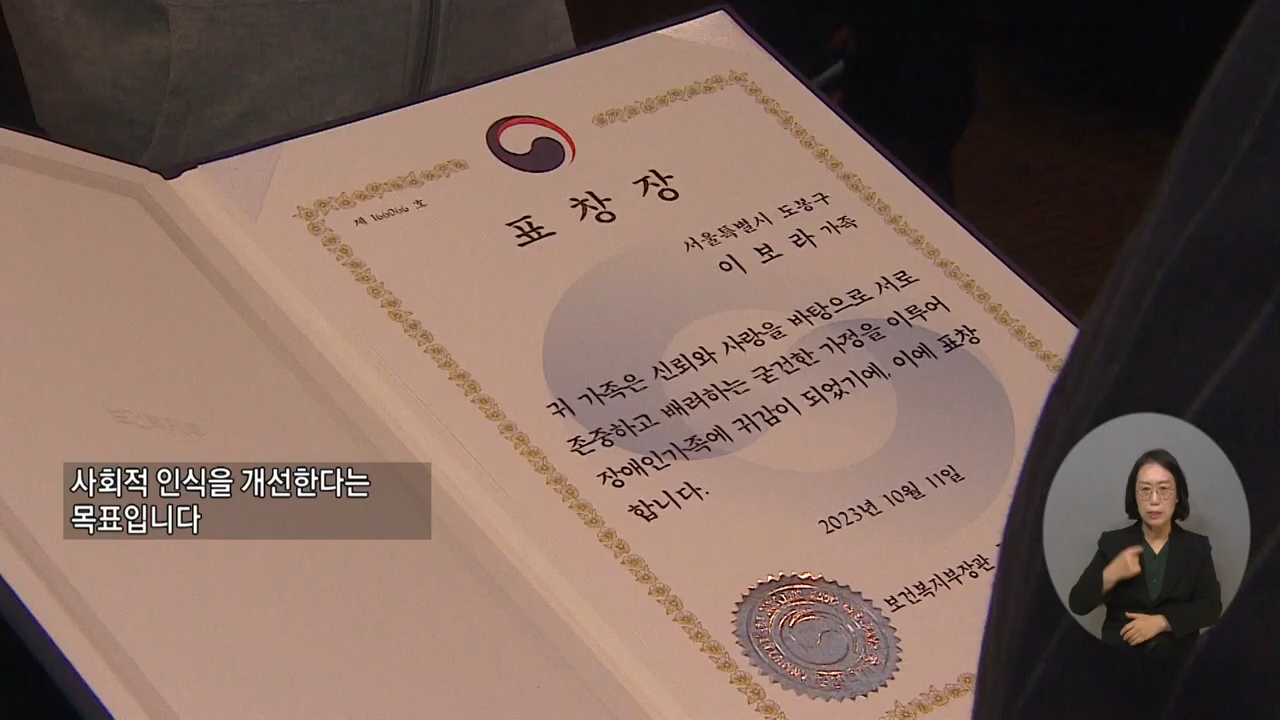 제 166066 호
표 창 장
서울특별시 도봉구
이 보 라 가족
귀 가족은 신뢰와 사랑을 바탕으로 서로
존중하고 배려하는 굳건한 가정을 이루어
장애인가족에 귀감이 되었기에, 이에 표창
합니다.
2023년 10월 11일
보건복지부장관
사회적 인식을 개선한다는
목표입니다